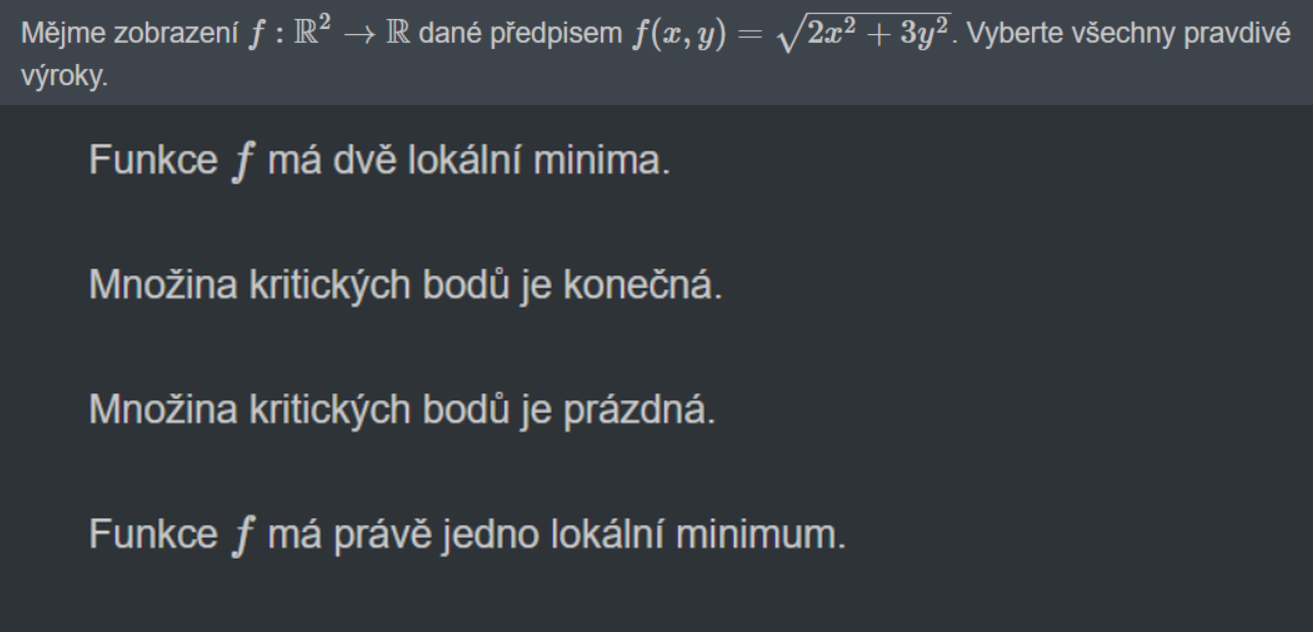 Mějme zobrazení $f : \mathbb{R}^2 \to \mathbb{R}$ dané předpisem $f(x, y) = \sqrt{2x^2 + 3y^2}$. Vyberte všechny pravdivé
výroky.
Funkce $f$ má dvě lokální minima.
Množina kritických bodů je konečná.
Množina kritických bodů je prázdná.
Funkce $f$ má právě jedno lokální minimum.